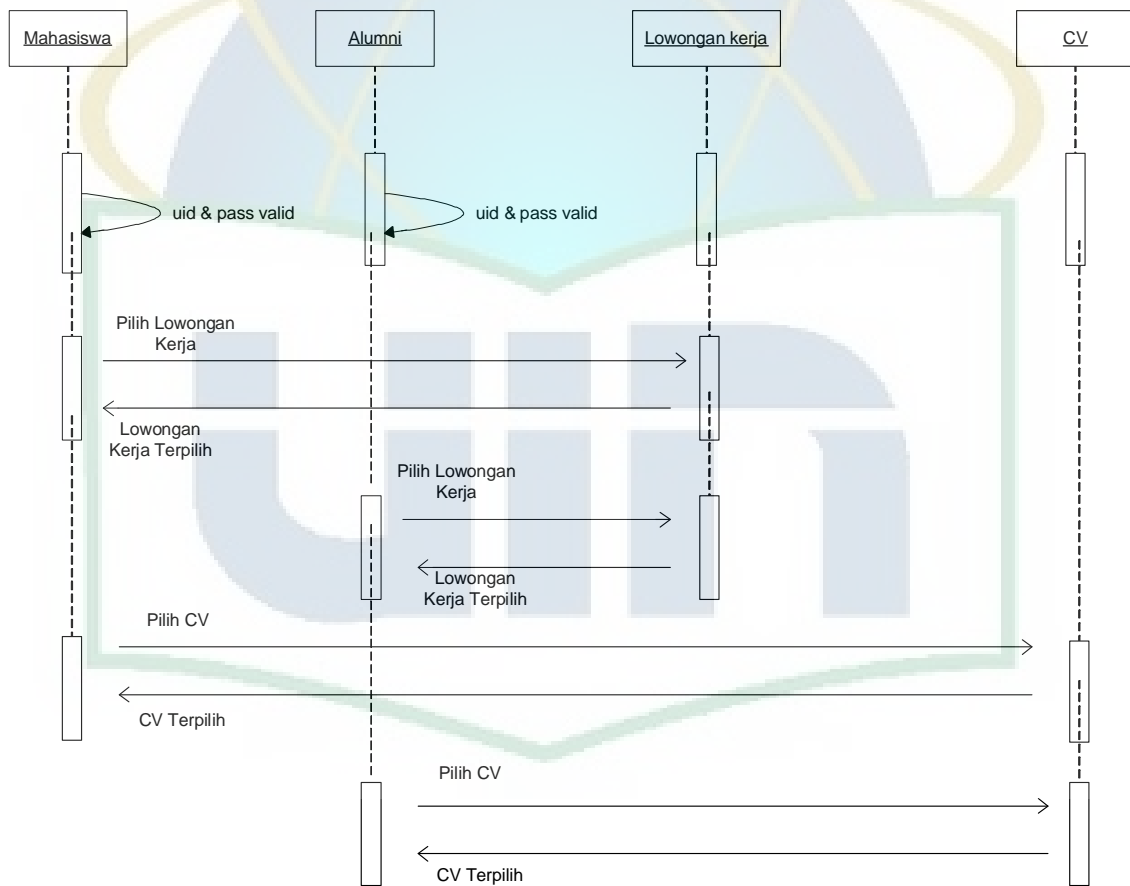 Mahasiswa
Alumni
Lowongan kerja
CV
uid & pass valid
uid & pass valid
Pilih Lowongan
Kerja
Lowongan
Kerja Terpilih
Pilih Lowongan
Kerja
Lowongan
Kerja Terpilih
Pilih CV
CV Terpilih
Pilih CV
CV Terpilih
uin